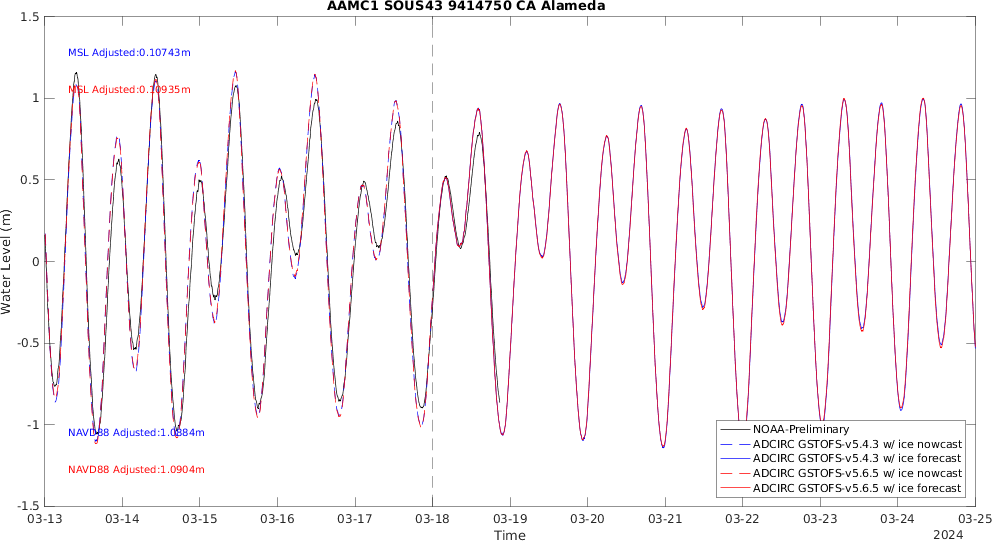 AAMC1 SOUS43 9414750 CA Alameda
1.5
1
0.5
0
-0.5
-1
-1.5
Water Level (m)
MSL Adjusted:0.10743m
MSL Adjusted:0.10935m
NAVD88 Adjusted:1.0884m
NAVD88 Adjusted:1.0904m
NOAA-Preliminary
ADCIRC GSTOFS-v5.4.3 w/ ice nowcast
ADCIRC GSTOFS-v5.4.3 w/ ice forecast
ADCIRC GSTOFS-v5.6.5 w/ ice nowcast
ADCIRC GSTOFS-v5.6.5 w/ ice forecast
03-13 03-14 03-15 03-16 03-17 03-18 03-19 03-20 03-21 03-22 03-23 03-24 03-25
Time
2024